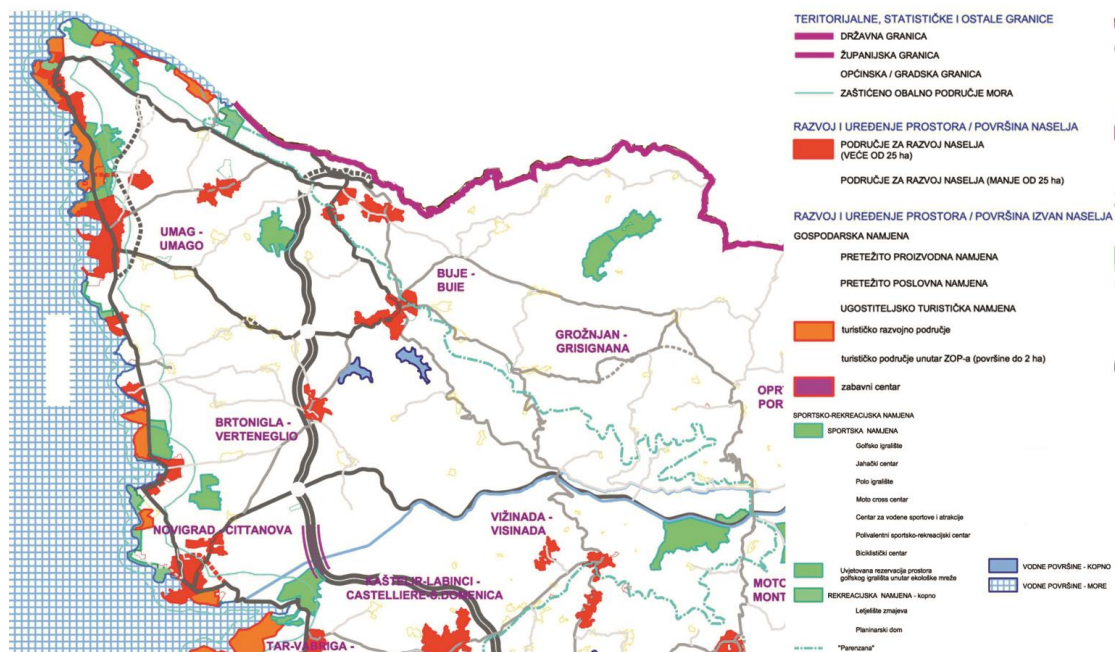 UMAG -
UMAGO
BUJE -
BUIE
GROŽNJAN -
GRISIGNANA
OPR
POR
BRTONIGLA -
VERTENEGLIO
NOVIGRAD - CITTANOVA
VIŽINADA -
VISINADA
KAŠTELIR-LABINCI -
CASTELLIERE-S.DOMENICA
MOTO
MONT
TAR-VABRIGA -
TERITORIJALNE, STATISTIČKE I OSTALE GRANICE
DRŽAVNA GRANICA
ŽUPANIJSKA GRANICA
OPĆINSKA / GRADSKA GRANICA
ZAŠTIĆENO OBALNO PODRUČJE MORA
RAZVOJ I UREĐENJE PROSTORA / POVRŠINA NASELJA
PODRUČJE ZA RAZVOJ NASELJA
(VEĆE OD 25 ha)
PODRUČJE ZA RAZVOJ NASELJA (MANJE OD 25 ha)
RAZVOJ I UREĐENJE PROSTORA / POVRŠINA IZVAN NASELJA
GOSPODARSKA NAMJENA
PRETEŽITO PROIZVODNA NAMJENA
PRETEŽITO POSLOVNA NAMJENA
UGOSTITELJSKO TURISTIČKA NAMJENA
turističko razvojno područje
turističko područje unutar ZOP-a (površine do 2 ha)
zabavni centar
SPORTSKO-REKREACIJSKA NAMJENA
SPORTSKA NAMJENA
Golfsko igralište
Jahački centar
Polo igralište
Moto cross centar
Centar za vodene sportove i atrakcije
Polivalentni sportsko-rekreacijski centar
Biciklistički centar
Uvjetovana rezervacija prostora
golfskog igrališta unutar ekološke mreže
REKREACIJSKA NAMJENA - kopno
Letjelište zmajeva
Planinarski dom
"Parenzana"
VODNE POVRŠINE - KOPNO
VODNE POVRŠINE - MORE